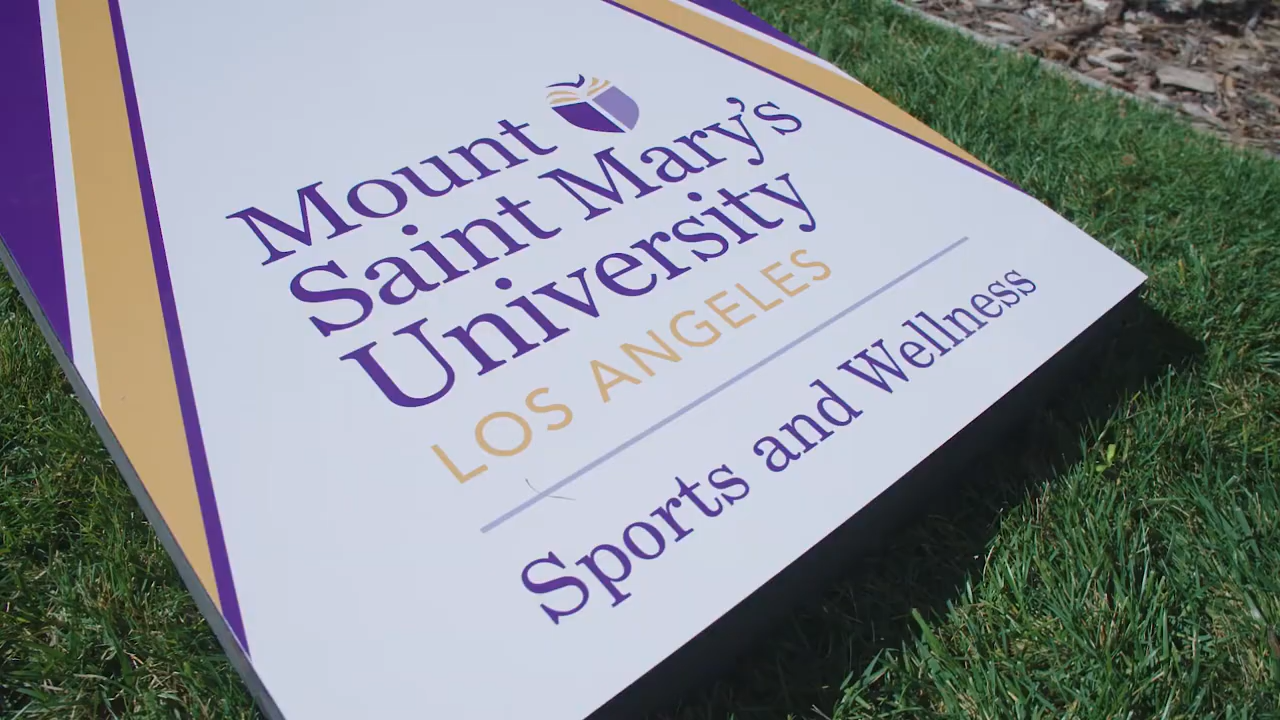 Mount
Saint Mary's
University
LOS ANGELES
Sports and Wellness